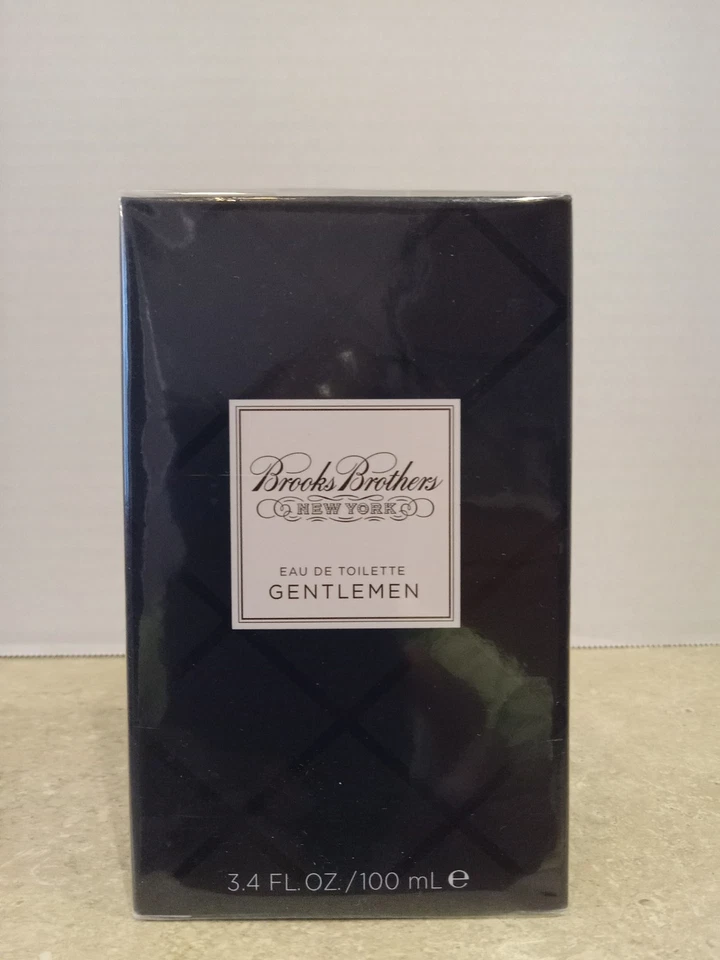 Brooks Brothers
NEW YORK
EAU DE TOILETTE
GENTLEMEN
3.4 FL. OZ. / 100 mL ℮